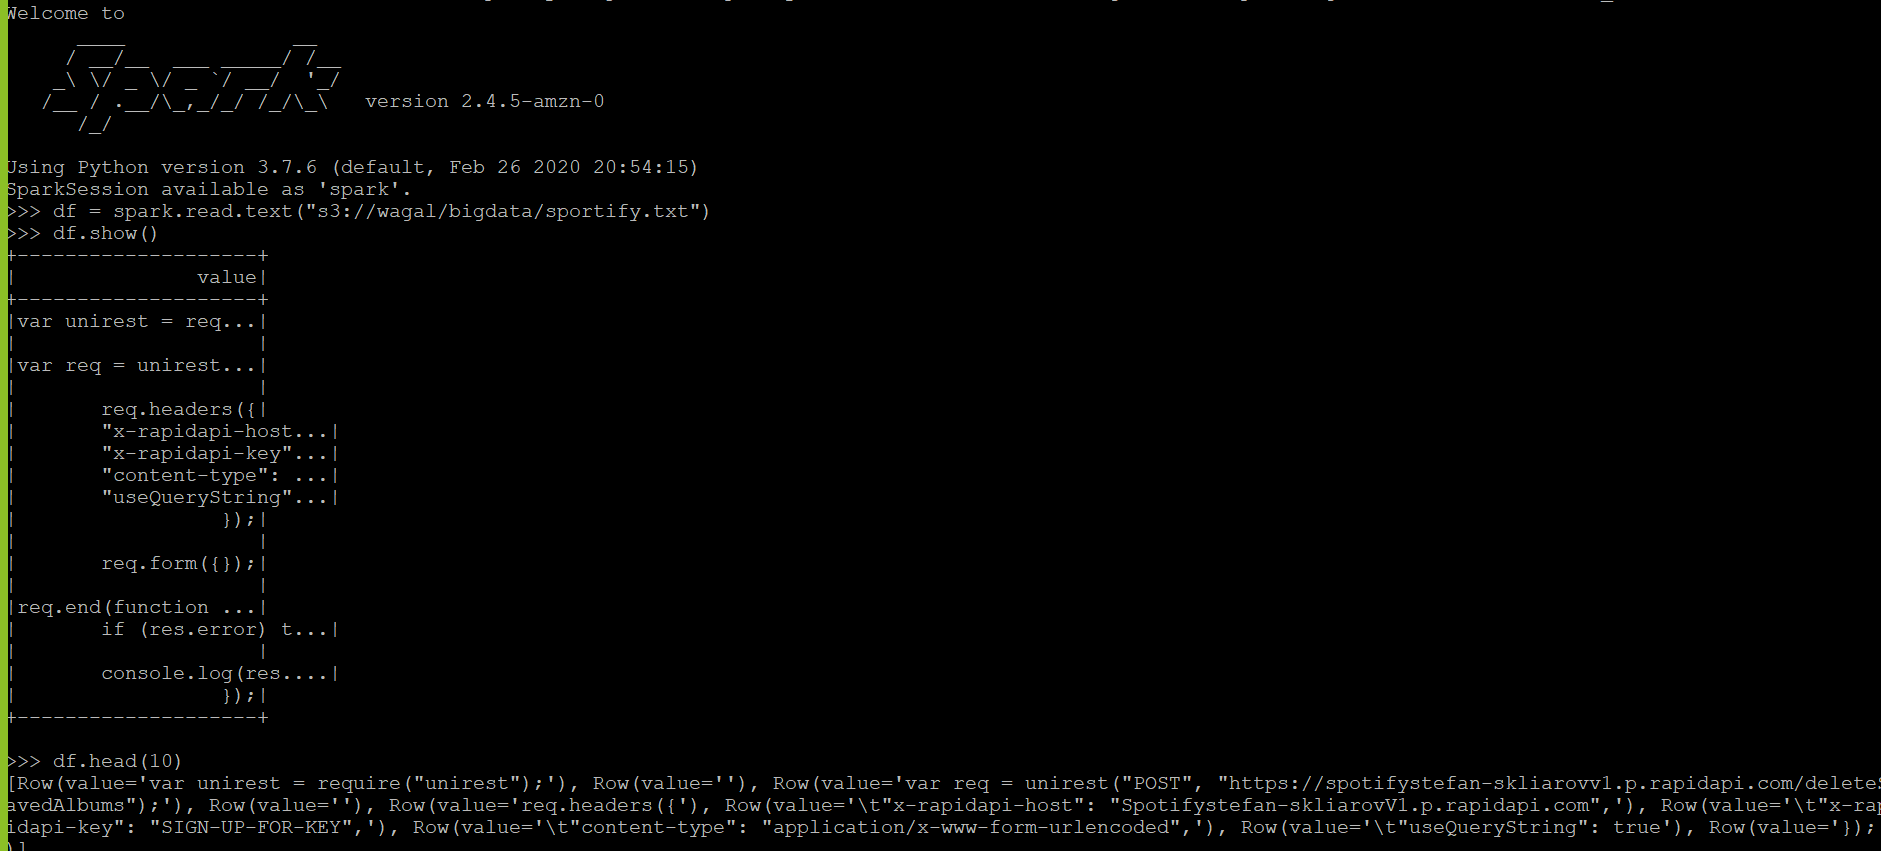 Welcome to
      ____              __
     / __/__  ___ _____/ /__
    _\ \/ _ \/ _ `/ __/  '_/
   /__ / .__/\_,_/_/ /_/\_\   version 2.4.5-amzn-0
      /_/
Using Python version 3.7.6 (default, Feb 26 2020 20:54:15)
SparkSession available as 'spark'.
>>> df = spark.read.text("s3://wagal/bigdata/sportify.txt")
>>> df.show()
+--------------------+
|               value|
+--------------------+
|var unirest = req...|
|                    |
|var req = unirest...|
|                    |
|       req.headers({|
|       "x-rapidapi-host...|
|       "x-rapidapi-key"...|
|       "content-type": ...|
|       "useQueryString"...|
|                 });|
|                    |
|       req.form({});|
|                    |
|req.end(function ...|
|       if (res.error) t...|
|                    |
|       console.log(res....|
|                 });|
+--------------------+
>>> df.head(10)
[Row(value='var unirest = require("unirest");'), Row(value=''), Row(value='var req = unirest("POST", "https://spotifystefan-skliarovv1.p.rapidapi.com/deleteS
avedAlbums");'), Row(value=''), Row(value='req.headers({'), Row(value='\t"x-rapidapi-host": "Spotifystefan-skliarovV1.p.rapidapi.com",'), Row(value='\t"x-rap
idapi-key": "SIGN-UP-FOR-KEY",'), Row(value='\t"content-type": "application/x-www-form-urlencoded",'), Row(value='\t"useQueryString": true'), Row(value='});
')]